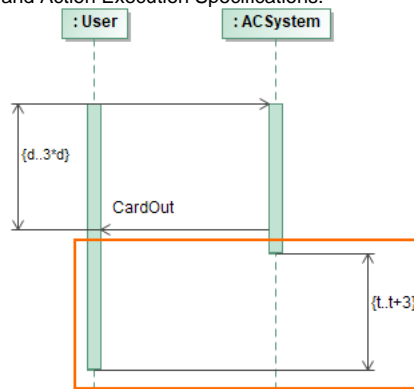 and Action Execution Specifications.
: User
: ACSystem
{d..3*d}
CardOut
{t..t+3}